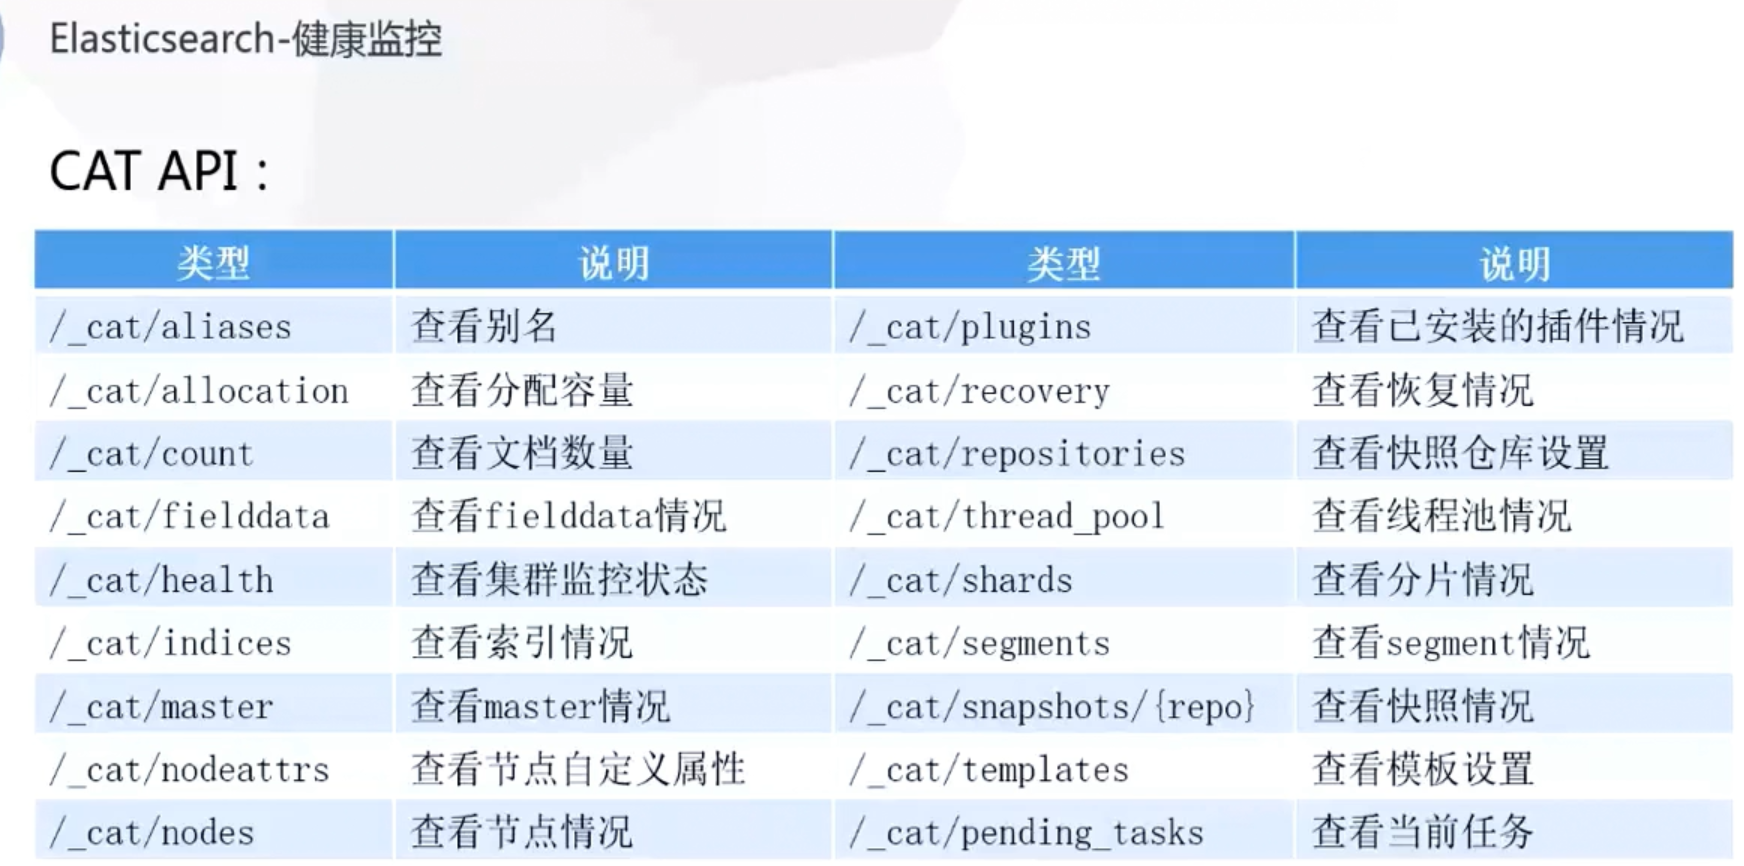 Elasticsearch-健康监控
CAT API：
类型 说明 类型 说明
/_cat/aliases 查看别名 /_cat/plugins 查看已安装的插件情况
/_cat/allocation 查看分配容量 /_cat/recovery 查看恢复情况
/_cat/count 查看文档数量 /_cat/repositories 查看快照仓库设置
/_cat/fielddata 查看fielddata情况 /_cat/thread_pool 查看线程池情况
/_cat/health 查看集群监控状态 /_cat/shards 查看分片情况
/_cat/indices 查看索引情况 /_cat/segments 查看segment情况
/_cat/master 查看master情况 /_cat/snapshots/{repo} 查看快照情况
/_cat/nodeattrs 查看节点自定义属性 /_cat/templates 查看模板设置
/_cat/nodes 查看节点情况 /_cat/pending_tasks 查看当前任务